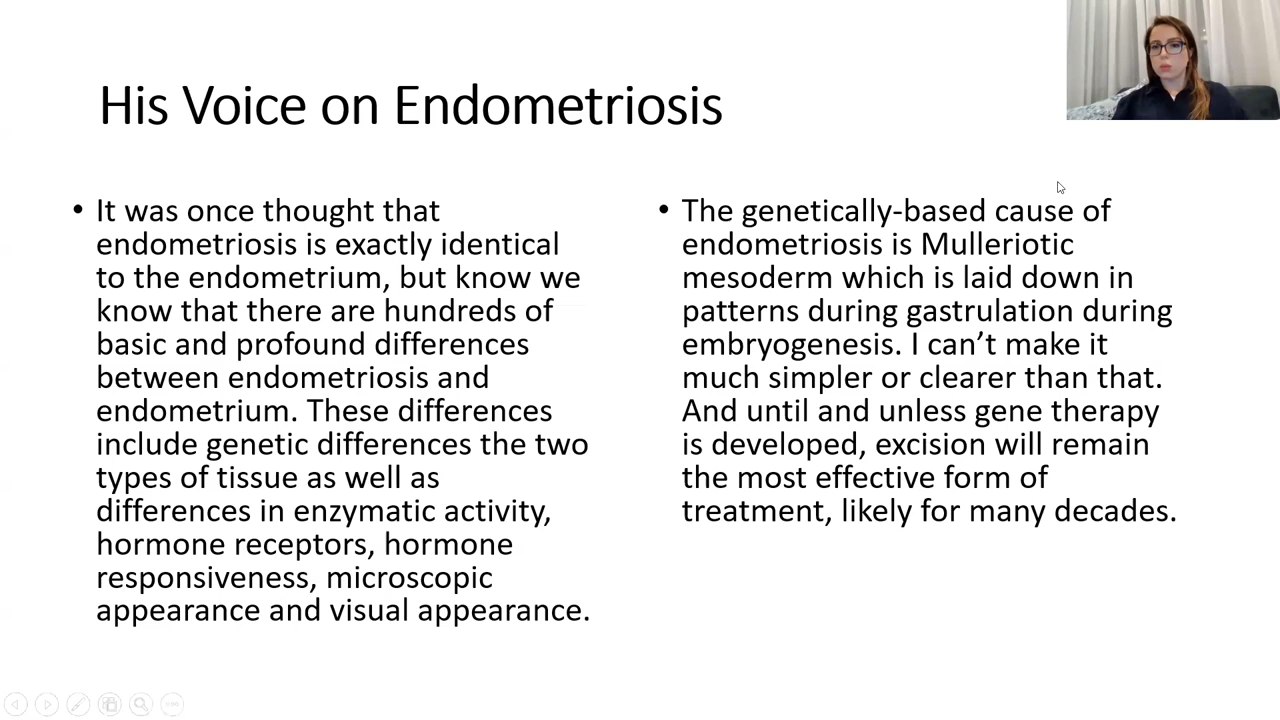 His Voice on Endometriosis
• It was once thought that
endometriosis is exactly identical
to the endometrium, but know we
know that there are hundreds of
basic and profound differences
between endometriosis and
endometrium. These differences
include genetic differences the two
types of tissue as well as
differences in enzymatic activity,
hormone receptors, hormone
responsiveness, microscopic
appearance and visual appearance.
• The genetically-based cause of
endometriosis is Mulleriotic
mesoderm which is laid down in
patterns during gastrulation during
embryogenesis. I can’t make it
much simpler or clearer than that.
And until and unless gene therapy
is developed, excision will remain
the most effective form of
treatment, likely for many decades.